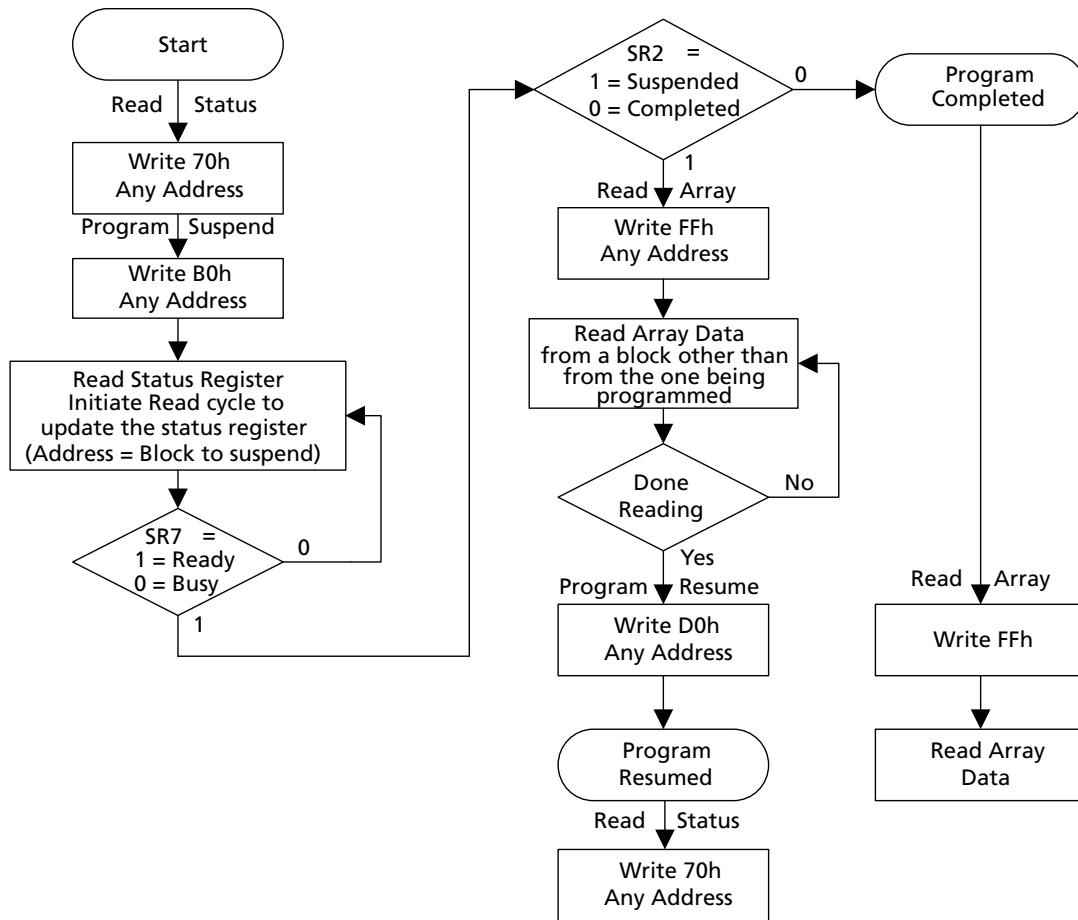 Start
Read Status
Write 70h
Any Address
Program Suspend
Write B0h
Any Address
Read Status Register
Initiate Read cycle to
update the status register
(Address = Block to suspend)
SR7 =
1 = Ready
0 = Busy
0
1
SR2 =
1 = Suspended
0 = Completed
0
1
Read Array
Write FFh
Any Address
Read Array Data
from a block other than
from the one being
programmed
Done
Reading
No
Yes
Program Resume
Write D0h
Any Address
Program
Resumed
Read Status
Write 70h
Any Address
Program
Completed
Read Array
Write FFh
Read Array
Data